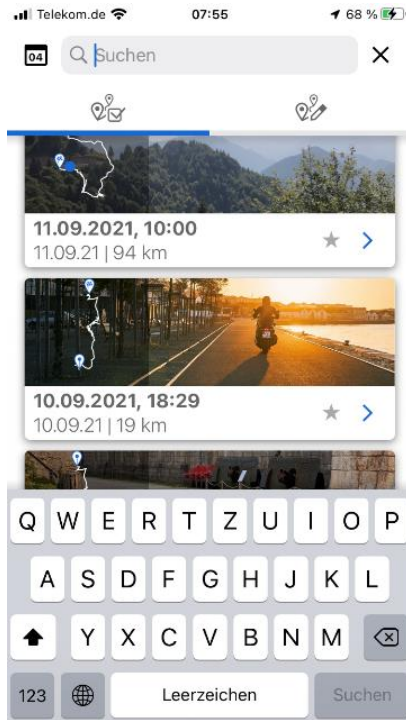 Telekom.de 07:55 68 %
04 Suchen
11.09.2021, 10:00
11.09.21 | 94 km
10.09.2021, 18:29
10.09.21 | 19 km
Q W E R T Z U I O P
A S D F G H J K L
Y X C V B N M
123 Leerzeichen Suchen